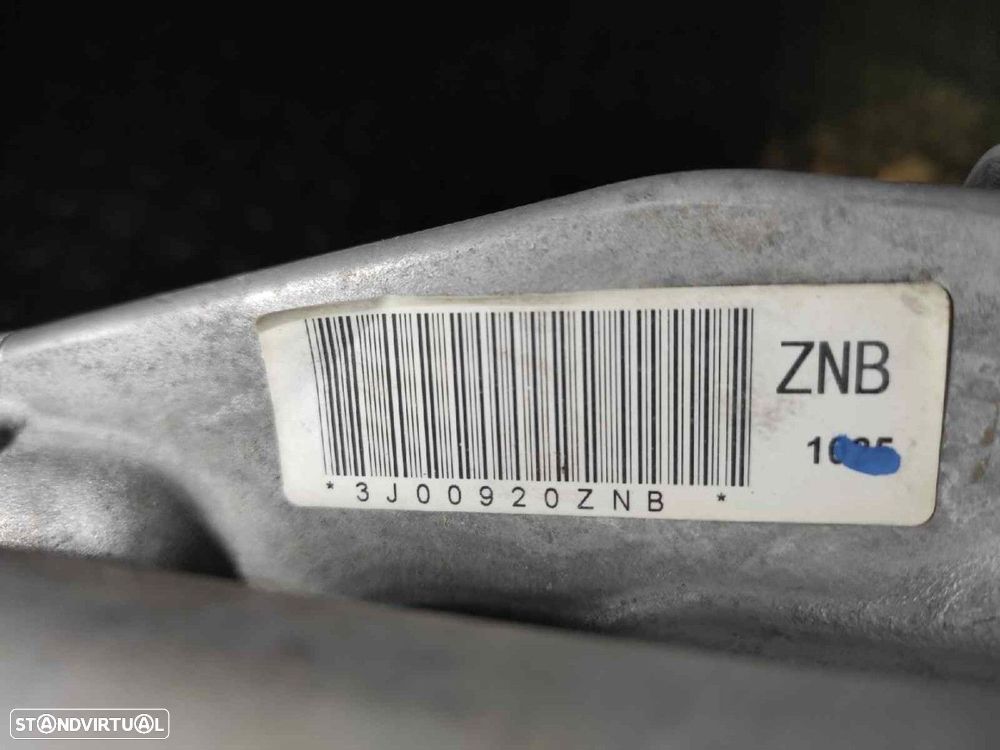 ZNB
*3J00920ZNB *
STANDVIRTUAL